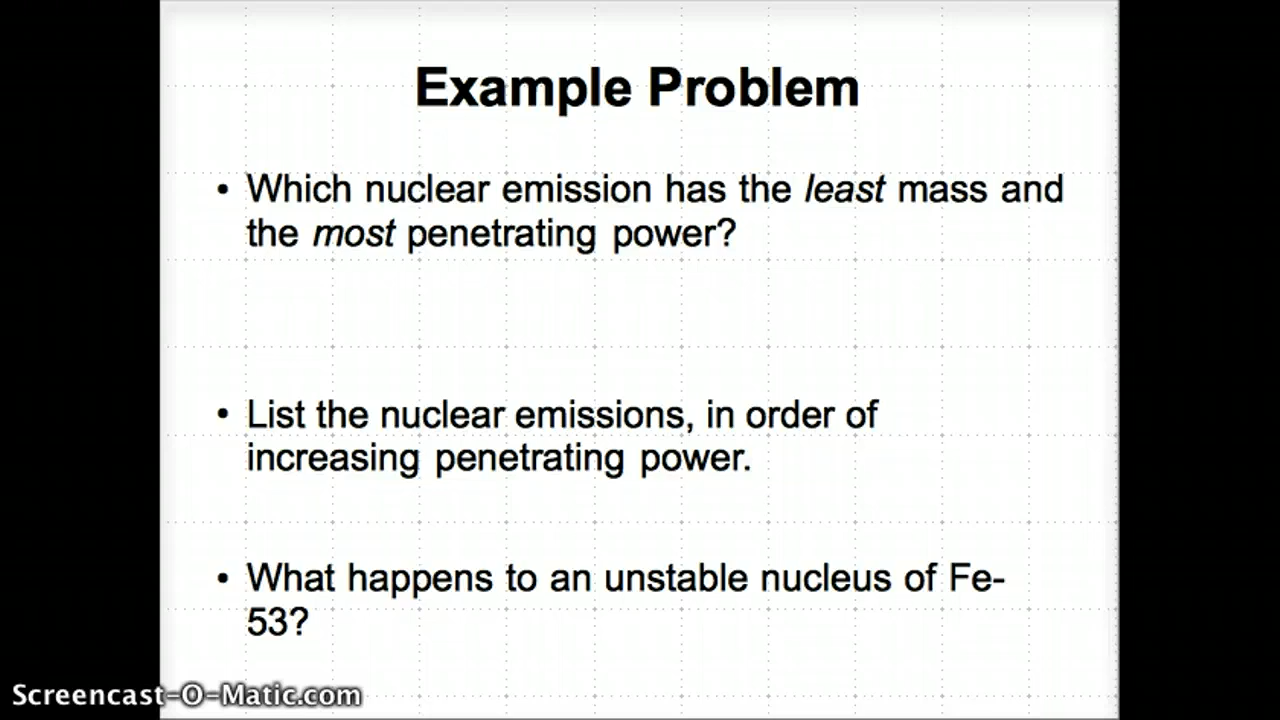 Example Problem
• Which nuclear emission has the least mass and
the most penetrating power?
• List the nuclear emissions, in order of
increasing penetrating power.
• What happens to an unstable nucleus of Fe-
53?
Screencast-O-Matic.com